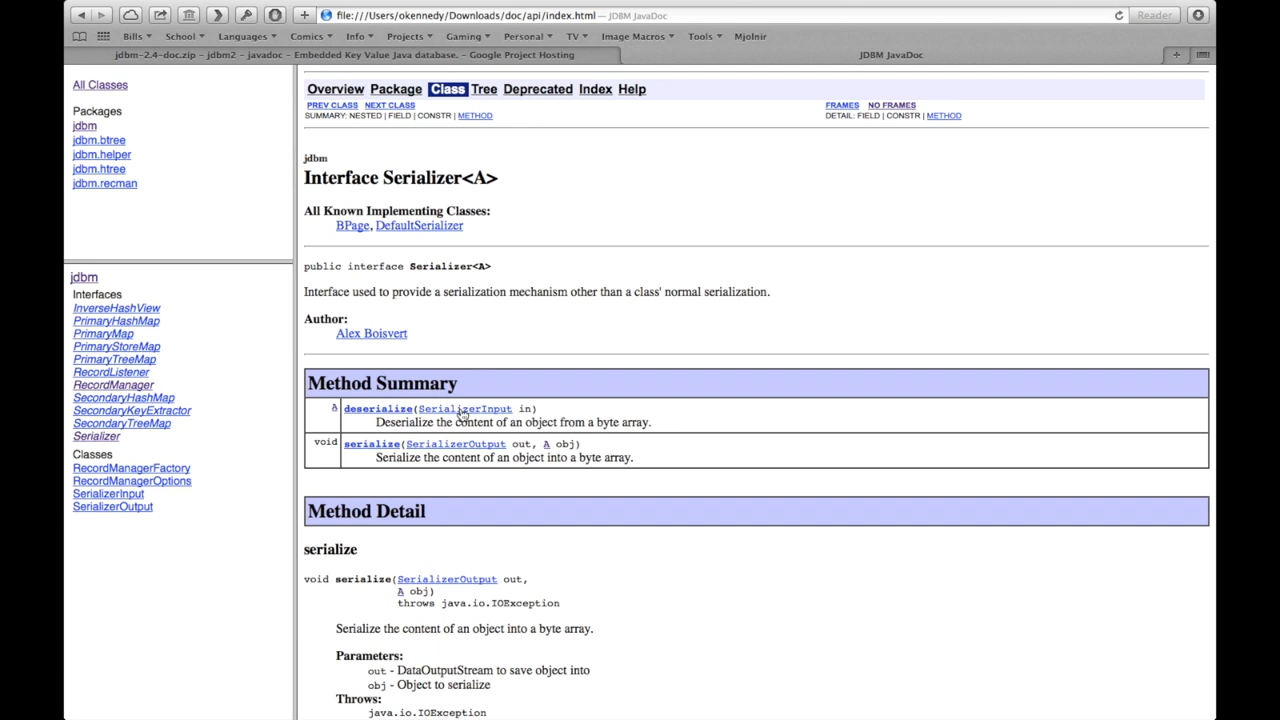 file:///Users/okennedy/Downloads/doc/api/index.html — JDBM JavaDoc
Reader
Bills School Languages Comics Info Projects Gaming Personal TV Image Macros Tools Mjolnir
jdbm-2.4-doc.zip - jdbm2 - javadoc - Embedded Key Value Java database. - Google Project Hosting
JDBM JavaDoc
All Classes
Packages
jdbm
jdbm.btree
jdbm.helper
jdbm.htree
jdbm.recman
jdbm
Interfaces
InverseHashView
PrimaryHashMap
PrimaryMap
PrimaryStoreMap
PrimaryTreeMap
RecordListener
RecordManager
SecondaryHashMap
SecondaryKeyExtractor
SecondaryTreeMap
Serializer
Classes
RecordManagerFactory
RecordManagerOptions
SerializerInput
SerializerOutput
Overview Package Class Tree Deprecated Index Help
PREV CLASS NEXT CLASS
FRAMES NO FRAMES
SUMMARY: NESTED | FIELD | CONSTR | METHOD
DETAIL: FIELD | CONSTR | METHOD
jdbm
Interface Serializer<A>
All Known Implementing Classes:
BPage, DefaultSerializer
public interface Serializer<A>
Interface used to provide a serialization mechanism other than a class' normal serialization.
Author:
Alex Boisvert
Method Summary
A deserialize(SerializerInput in)
Deserialize the content of an object from a byte array.
void serialize(SerializerOutput out, A obj)
Serialize the content of an object into a byte array.
Method Detail
serialize
void serialize(SerializerOutput out,
A obj)
throws java.io.IOException
Serialize the content of an object into a byte array.
Parameters:
out - DataOutputStream to save object into
obj - Object to serialize
Throws:
java.io.IOException